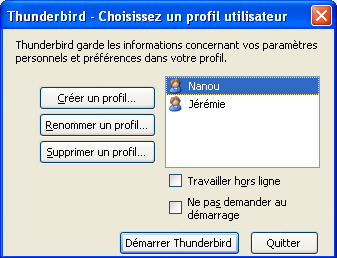 Thunderbird - Choisissez un profil utilisateur
Thunderbird garde les informations concernant vos paramètres
personnels et préférences dans votre profil.
Créer un profil...
Renommer un profil...
Supprimer un profil...
Nanou
Jérémie
Travailler hors ligne
Ne pas demander au
démarrage
Démarrer Thunderbird
Quitter